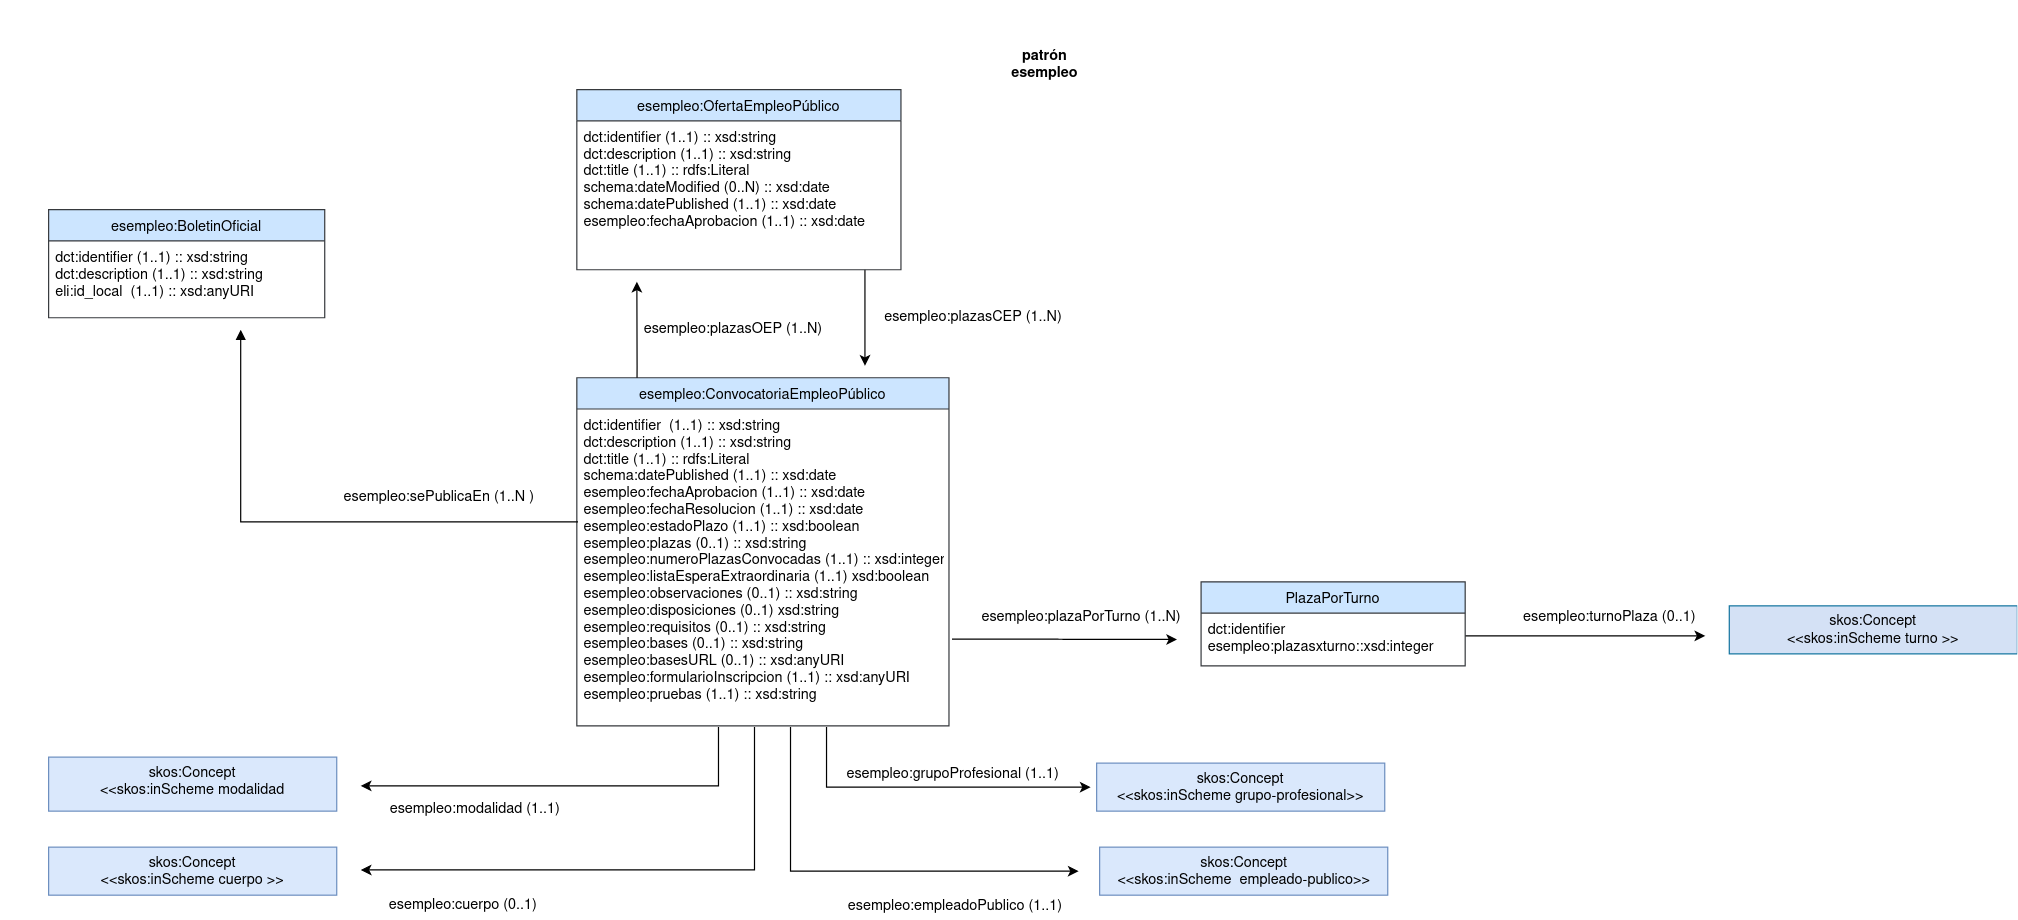 patrón
esempleo
esempleo:OfertaEmpleoPúblico
dct:identifier (1..1) :: xsd:string
dct:description (1..1) :: xsd:string
dct:title (1..1) :: rdfs:Literal
schema:dateModified (0..N) :: xsd:date
schema:datePublished (1..1) :: xsd:date
esempleo:fechaAprobacion (1..1) :: xsd:date
esempleo:BoletinOficial
dct:identifier (1..1) :: xsd:string
dct:description (1..1) :: xsd:string
eli:id_local  (1..1) :: xsd:anyURI
esempleo:plazasOEP (1..N)
esempleo:plazasCEP (1..N)
esempleo:ConvocatoriaEmpleoPúblico
dct:identifier  (1..1) :: xsd:string
dct:description (1..1) :: xsd:string
dct:title (1..1) :: rdfs:Literal
schema:datePublished (1..1) :: xsd:date
esempleo:fechaAprobacion (1..1) :: xsd:date
esempleo:fechaResolucion (1..1) :: xsd:date
esempleo:estadoPlazo (1..1) :: xsd:boolean
esempleo:plazas (0..1) :: xsd:string
esempleo:numeroPlazasConvocadas (1..1) :: xsd:integer
esempleo:listaEsperaExtraordinaria (1..1) xsd:boolean
esempleo:observaciones (0..1) :: xsd:string
esempleo:disposiciones (0..1) xsd:string
esempleo:requisitos (0..1) :: xsd:string
esempleo:bases (0..1) :: xsd:string
esempleo:basesURL (0..1) :: xsd:anyURI
esempleo:formularioInscripcion (1..1) :: xsd:anyURI
esempleo:pruebas (1..1) :: xsd:string
esempleo:sePublicaEn (1..N )
esempleo:plazaPorTurno (1..N)
PlazaPorTurno
dct:identifier
esempleo:plazasxturno::xsd:integer
esempleo:turnoPlaza (0..1)
skos:Concept
<<skos:inScheme turno >>
skos:Concept
<<skos:inScheme modalidad
esempleo:modalidad (1..1)
esempleo:grupoProfesional (1..1)
skos:Concept
<<skos:inScheme grupo-profesional>>
skos:Concept
<<skos:inScheme cuerpo >>
esempleo:cuerpo (0..1)
esempleo:empleadoPublico (1..1)
skos:Concept
<<skos:inScheme  empleado-publico>>